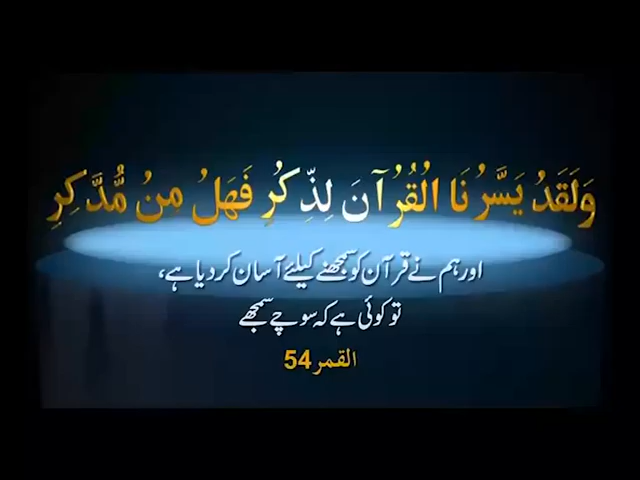 وَلَقَدُ يَسَّرُ نَا الُقُرُآنَ لِذِّ كُرِ فَهَلُ مِنُ مُّدَّ کِرِ
اور ہم نے قرآن کو سمجھنے کیلئے آسان کر دیا ہے،
تو کوئی ہے کہ سوچے سمجھے
القمر 54